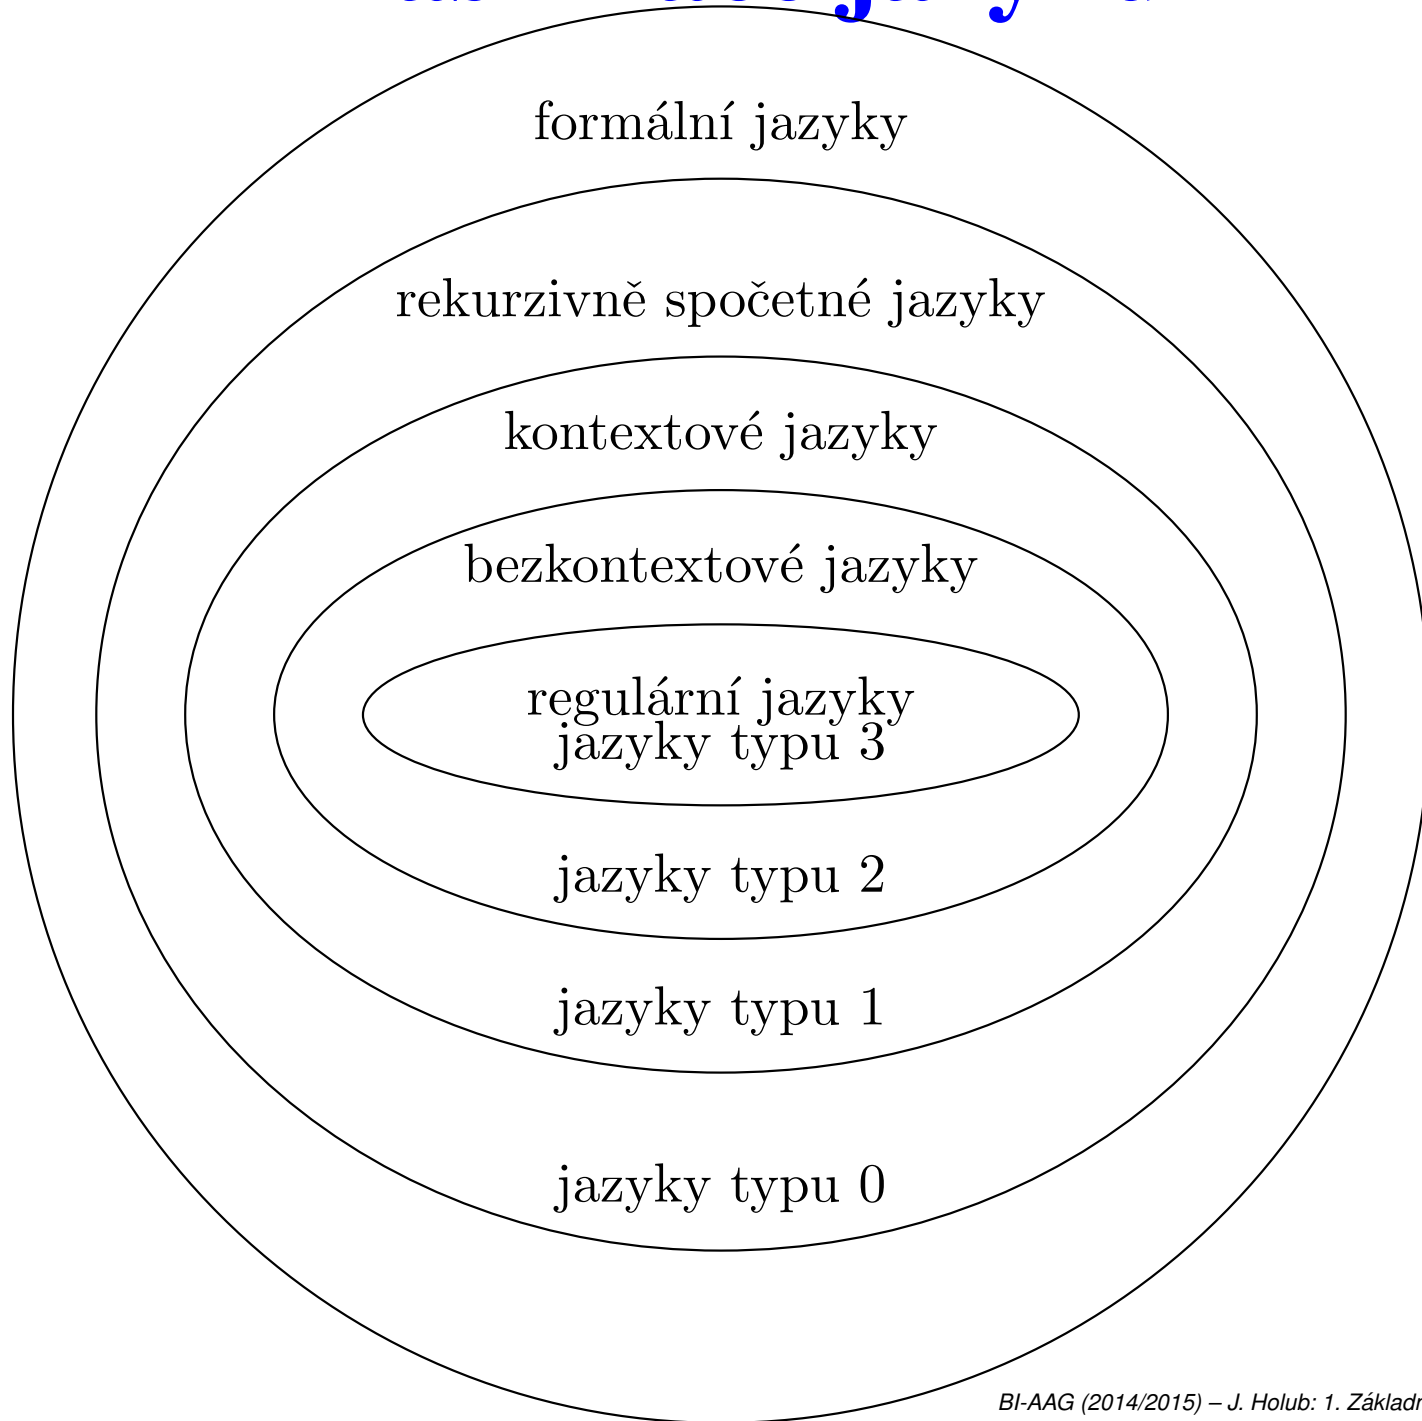 formální jazyky
rekurzivně spočetné jazyky
kontextové jazyky
bezkontextové jazyky
regulární jazyky
jazyky typu 3
jazyky typu 2
jazyky typu 1
jazyky typu 0
BI-AAG (2014/2015) – J. Holub: 1.